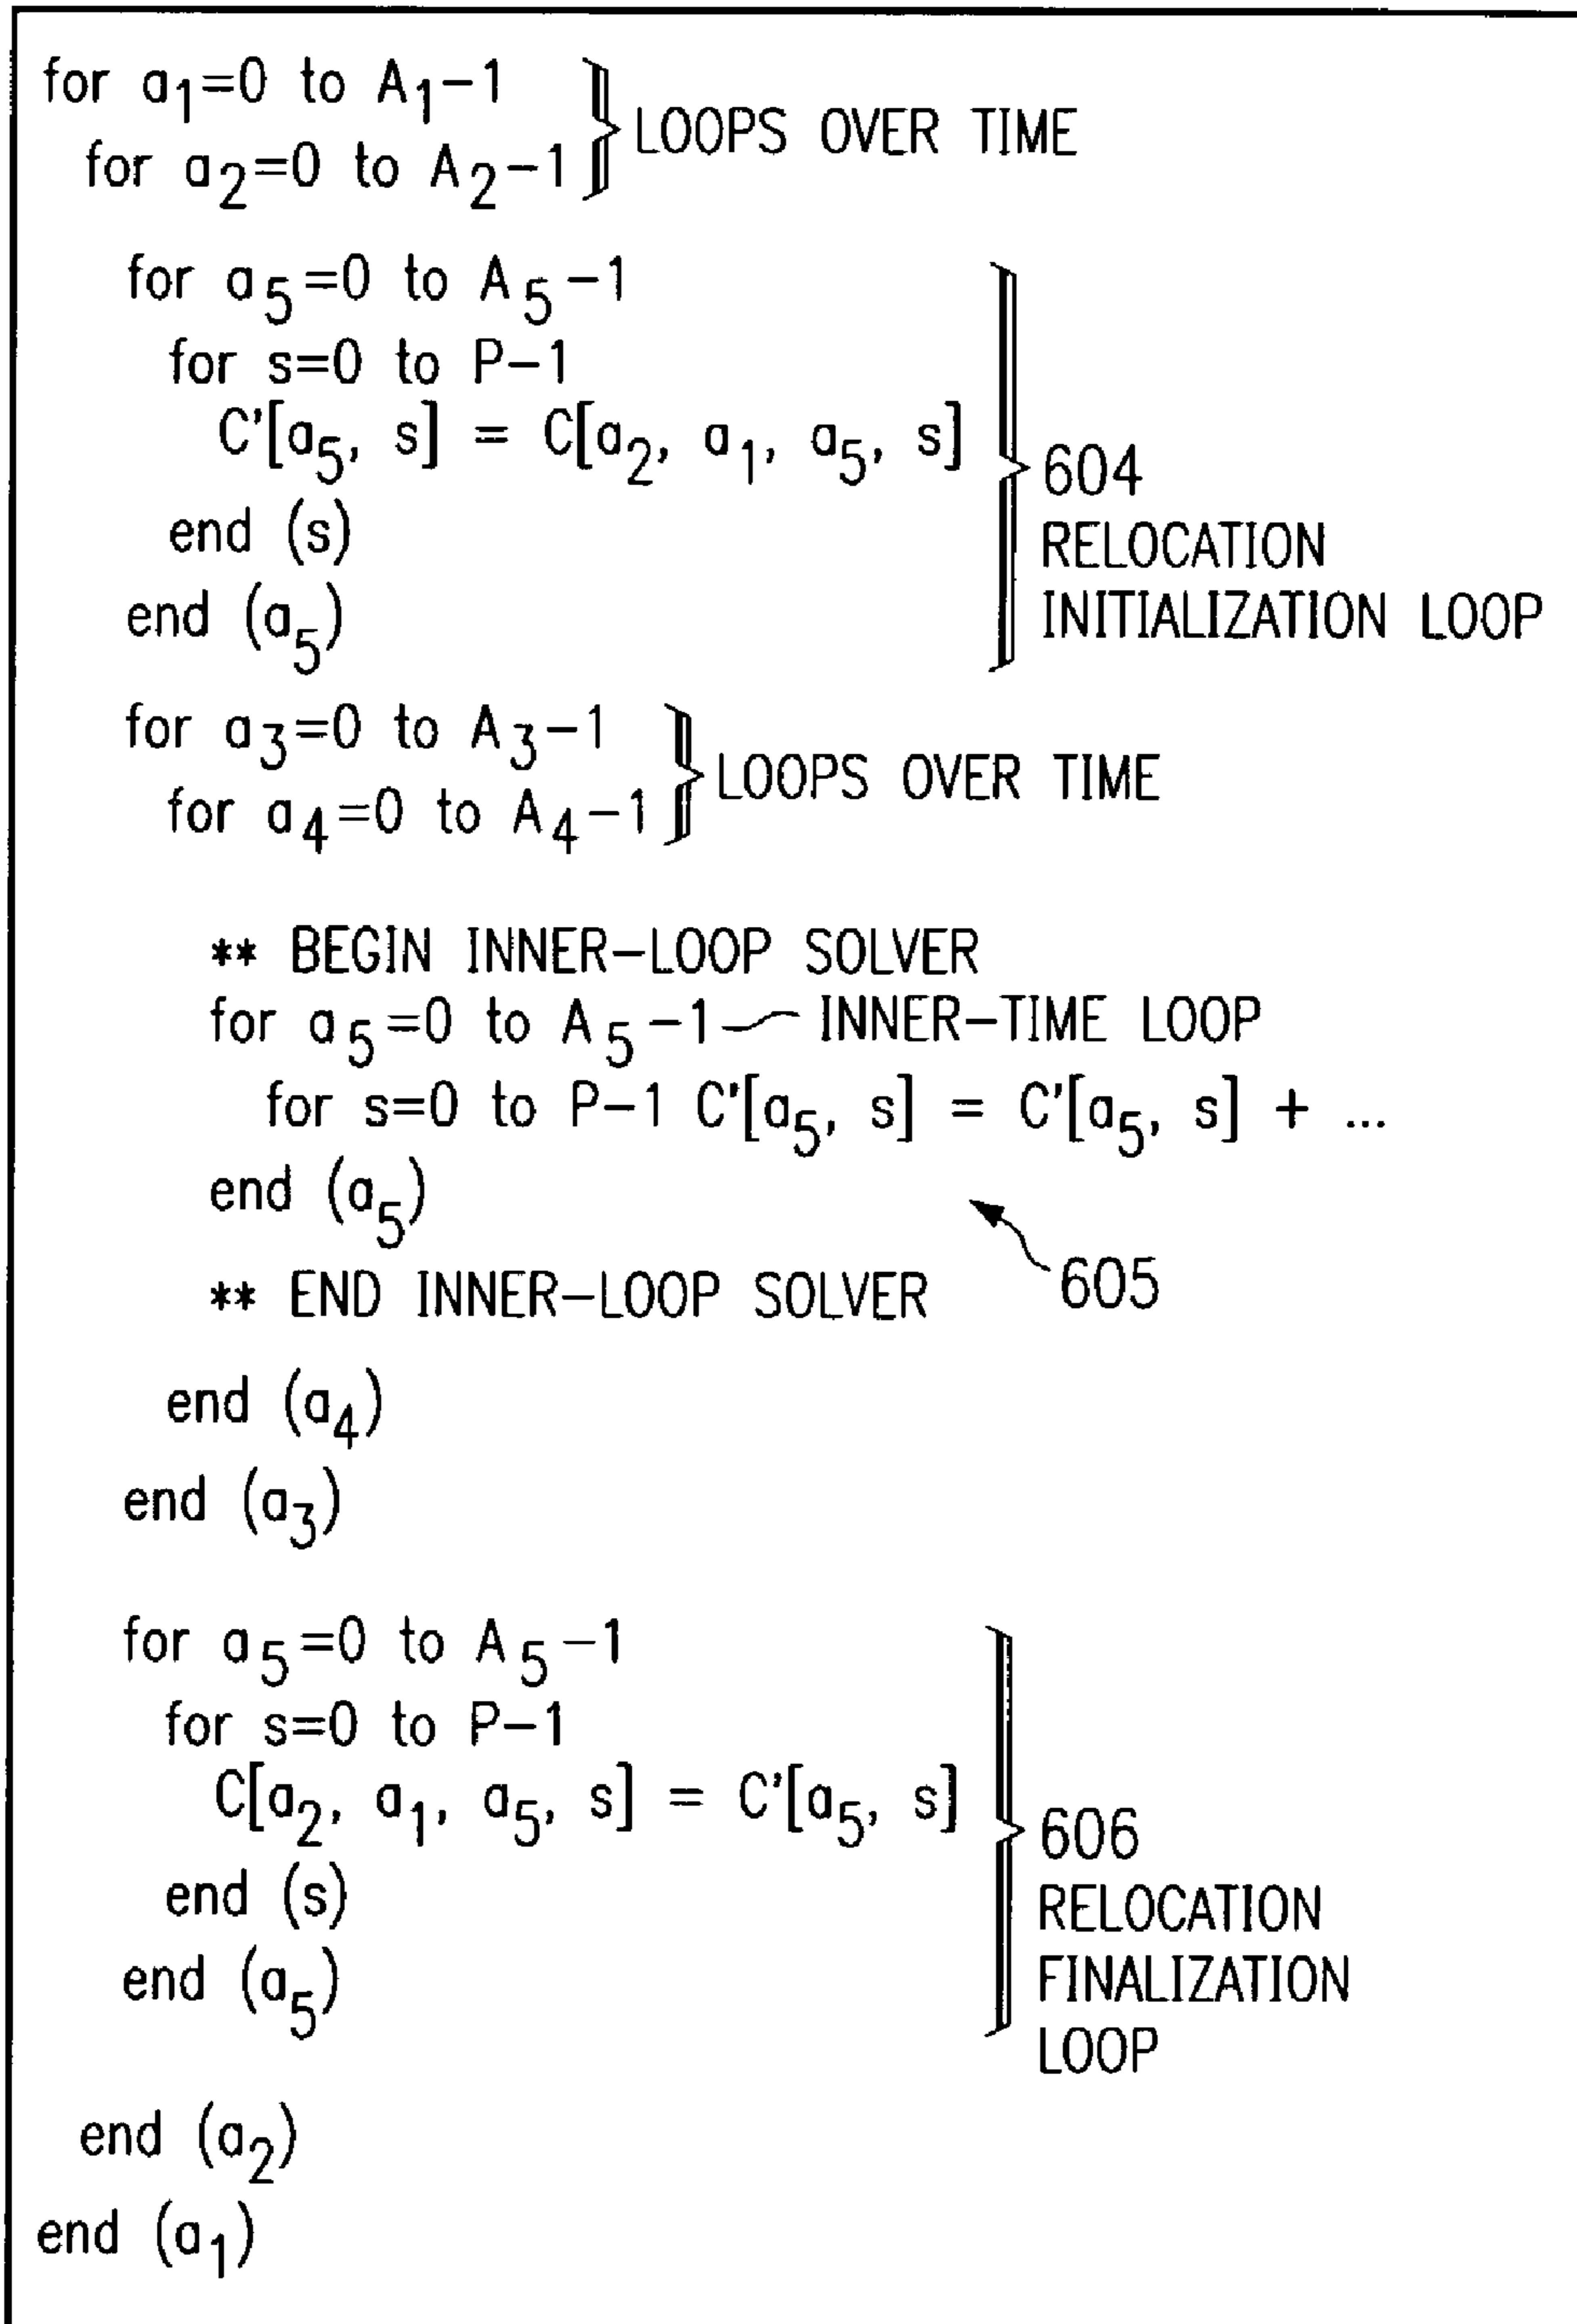 for a1=0 to A1-1
for a2=0 to A2-1
LOOPS OVER TIME
for a5=0 to A5-1
for s=0 to P-1
C'[a5, s] = C[a2, a1, a5, s]
end (s)
end (a5)
604
RELOCATION
INITIALIZATION LOOP
for a3=0 to A3-1
for a4=0 to A4-1
LOOPS OVER TIME
** BEGIN INNER-LOOP SOLVER
for a5=0 to A5-1 INNER-TIME LOOP
for s=0 to P-1 C'[a5, s] = C'[a5, s] + ...
end (a5)
605
** END INNER-LOOP SOLVER
end (a4)
end (a3)
for a5=0 to A5-1
for s=0 to P-1
C[a2, a1, a5, s] = C'[a5, s]
end (s)
end (a5)
606
RELOCATION
FINALIZATION
LOOP
end (a2)
end (a1)